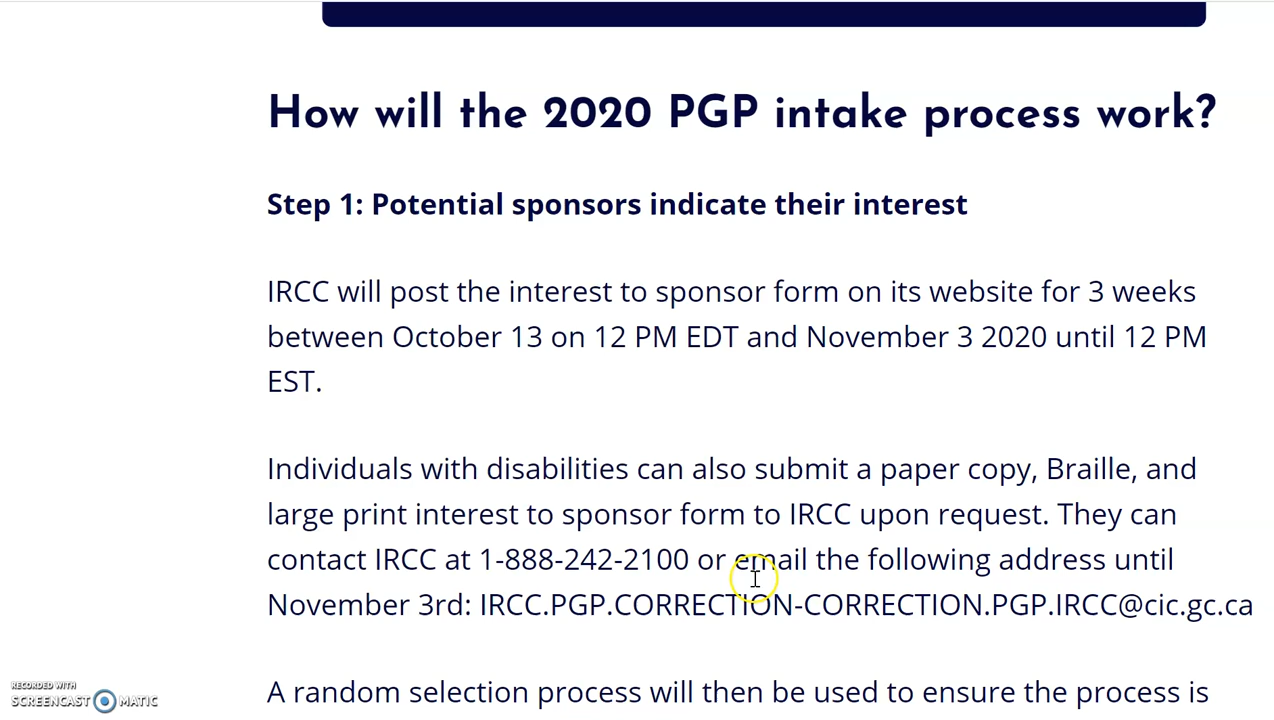 How will the 2020 PGP intake process work?
Step 1: Potential sponsors indicate their interest
IRCC will post the interest to sponsor form on its website for 3 weeks
between October 13 on 12 PM EDT and November 3 2020 until 12 PM
EST.
Individuals with disabilities can also submit a paper copy, Braille, and
large print interest to sponsor form to IRCC upon request. They can
contact IRCC at 1-888-242-2100 or email the following address until
November 3rd: IRCC.PGP.CORRECTION-CORRECTION.PGP.IRCC@cic.gc.ca
A random selection process will then be used to ensure the process is
RECORDED WITH
SCREENCAST MATIC